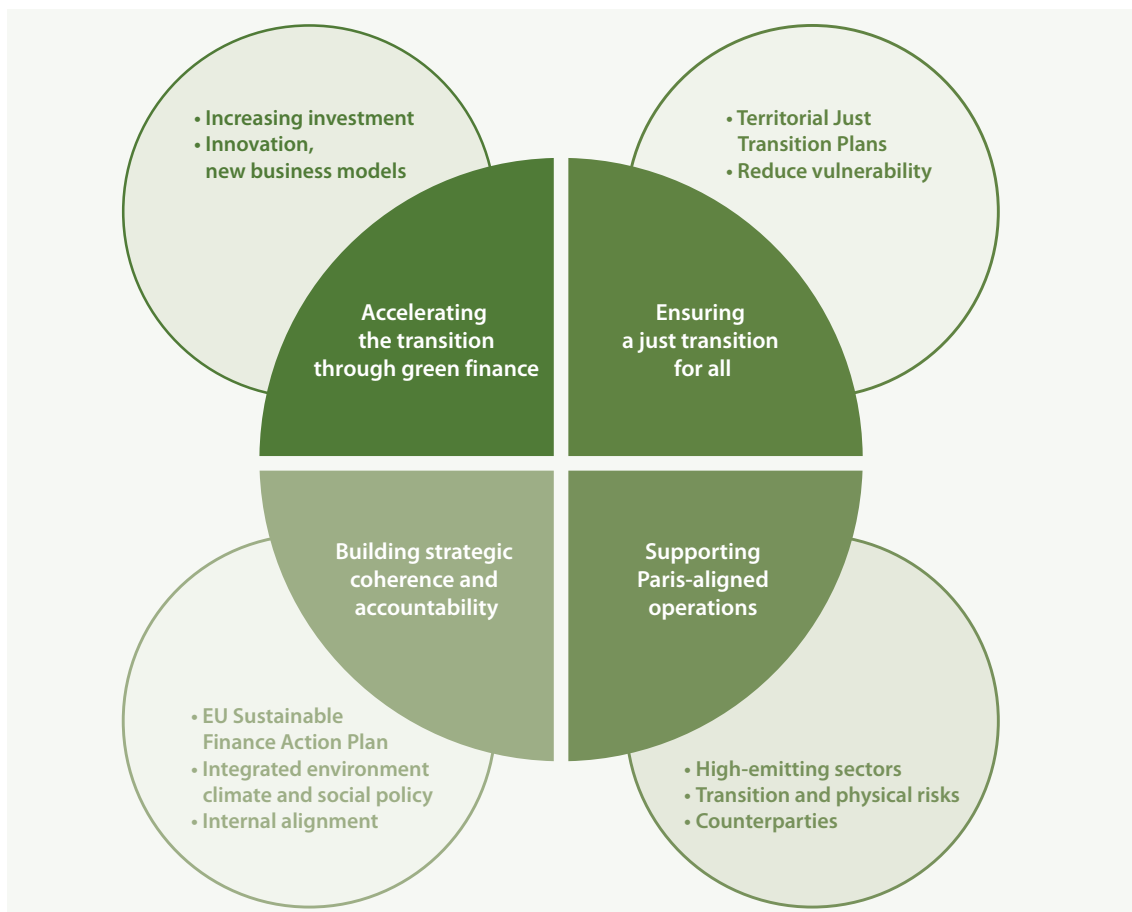 • Increasing investment
• Innovation,
new business models
• Territorial Just
Transition Plans
• Reduce vulnerability
Accelerating
the transition
through green finance
Ensuring
a just transition
for all
Building strategic
coherence and
accountability
Supporting
Paris-aligned
operations
• EU Sustainable
Finance Action Plan
• Integrated environment
climate and social policy
• Internal alignment
• High-emitting sectors
• Transition and physical risks
• Counterparties